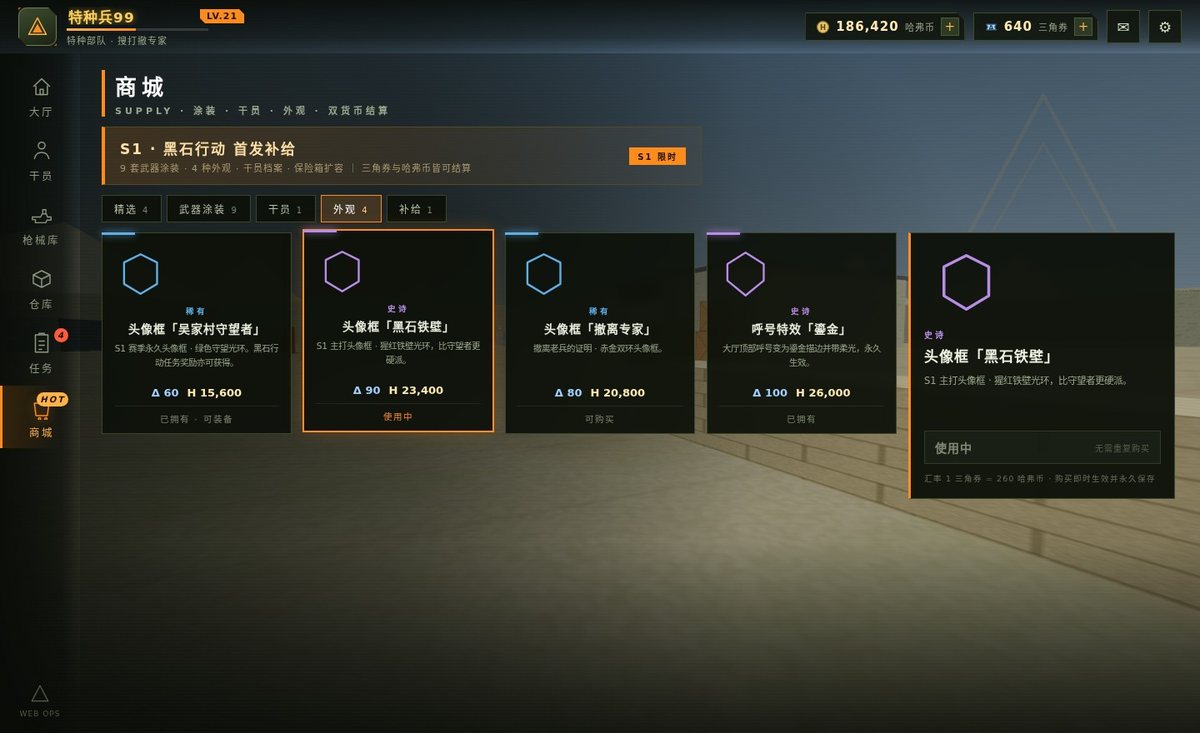 特种兵99
LV.21
特种部队 · 搜打撤专家
H 186,420 哈弗币 +
640 三角券 +
大厅
干员
枪械库
仓库
任务
4
HOT
商城
WEB OPS
商城
SUPPLY · 涂装 · 干员 · 外观 · 双货币结算
S1 · 黑石行动 首发补给
9 套武器涂装 · 4 种外观 · 干员档案 · 保险箱扩容 | 三角券与哈弗币皆可结算
S1 限时
精选 4
武器涂装 9
干员 1
外观 4
补给 1
稀有
头像框「吴家村守望者」
S1 赛季永久头像框 · 绿色守望光环。黑石行
动任务奖励亦可获得。
Δ 60 H 15,600
已拥有 · 可装备
史诗
头像框「黑石铁壁」
S1 主打头像框 · 猩红铁壁光环，比守望者更
硬派。
Δ 90 H 23,400
使用中
稀有
头像框「撤离专家」
撤离老兵的证明 · 赤金双环头像框。
Δ 80 H 20,800
可购买
史诗
呼号特效「鎏金」
大厅顶部呼号变为鎏金描边并带柔光，永久
生效。
Δ 100 H 26,000
已拥有
史诗
头像框「黑石铁壁」
S1 主打头像框 · 猩红铁壁光环，比守望者更硬派。
使用中
无需重复购买
汇率 1 三角券 = 260 哈弗币 · 购买即时生效并永久保存